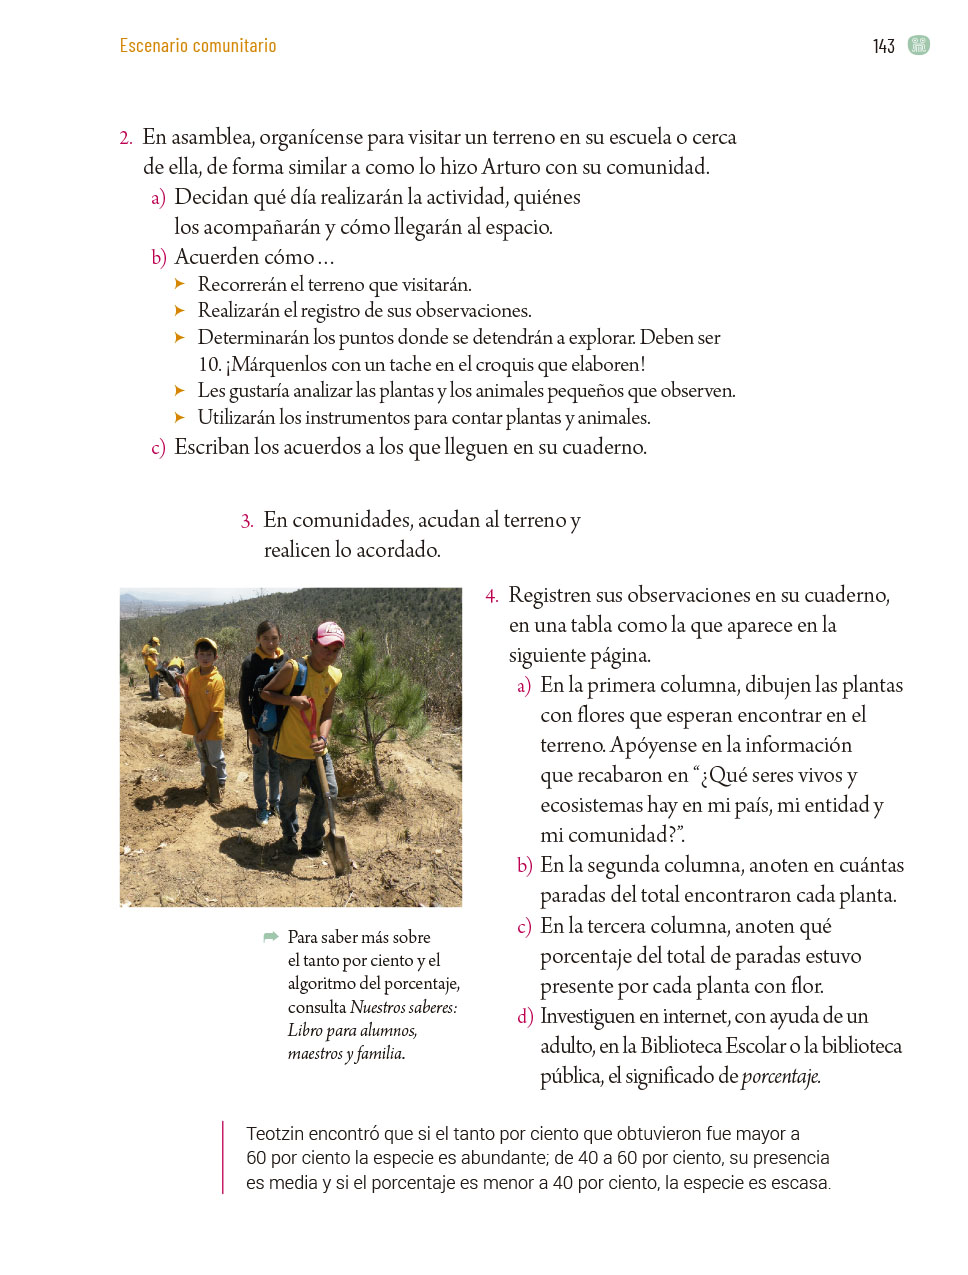 Escenario comunitario
143
2. En asamblea, organícense para visitar un terreno en su escuela o cerca
de ella, de forma similar a como lo hizo Arturo con su comunidad.
a) Decidan qué día realizarán la actividad, quiénes
los acompañarán y cómo llegarán al espacio.
b) Acuerden cómo…
➤ Recorrerán el terreno que visitarán.
➤ Realizarán el registro de sus observaciones.
➤ Determinarán los puntos donde se detendrán a explorar. Deben ser
10. ¡Márquenlos con un tache en el croquis que elaboren!
➤ Les gustaría analizar las plantas y los animales pequeños que observen.
➤ Utilizarán los instrumentos para contar plantas y animales.
c) Escriban los acuerdos a los que lleguen en su cuaderno.
3. En comunidades, acudan al terreno y
realicen lo acordado.
4. Registren sus observaciones en su cuaderno,
en una tabla como la que aparece en la
siguiente página.
a) En la primera columna, dibujen las plantas
con flores que esperan encontrar en el
terreno. Apóyense en la información
que recabaron en “¿Qué seres vivos y
ecosistemas hay en mi país, mi entidad y
mi comunidad?”.
b) En la segunda columna, anoten en cuántas
paradas del total encontraron cada planta.
c) En la tercera columna, anoten qué
porcentaje del total de paradas estuvo
presente por cada planta con flor.
d) Investiguen en internet, con ayuda de un
adulto, en la Biblioteca Escolar o la biblioteca
pública, el significado de porcentaje.
Para saber más sobre
el tanto por ciento y el
algoritmo del porcentaje,
consulta Nuestros saberes:
Libro para alumnos,
maestros y familia.
Teotzin encontró que si el tanto por ciento que obtuvieron fue mayor a
60 por ciento la especie es abundante; de 40 a 60 por ciento, su presencia
es media y si el porcentaje es menor a 40 por ciento, la especie es escasa.